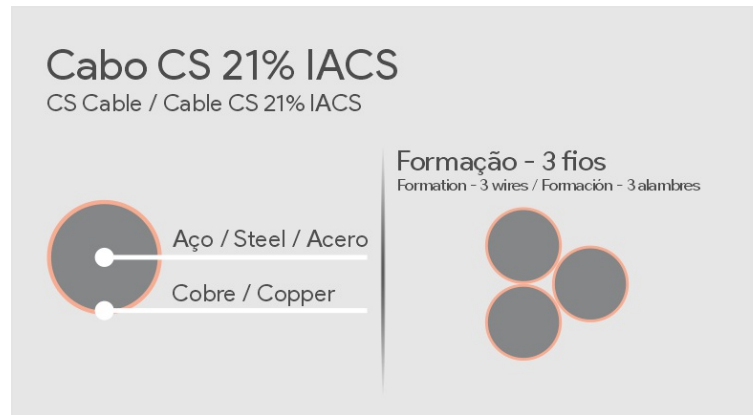 Cabo CS 21% IACS
CS Cable / Cable CS 21% IACS
Formação - 3 fios
Formation - 3 wires / Formación - 3 alambres
Aço / Steel / Acero
Cobre / Copper